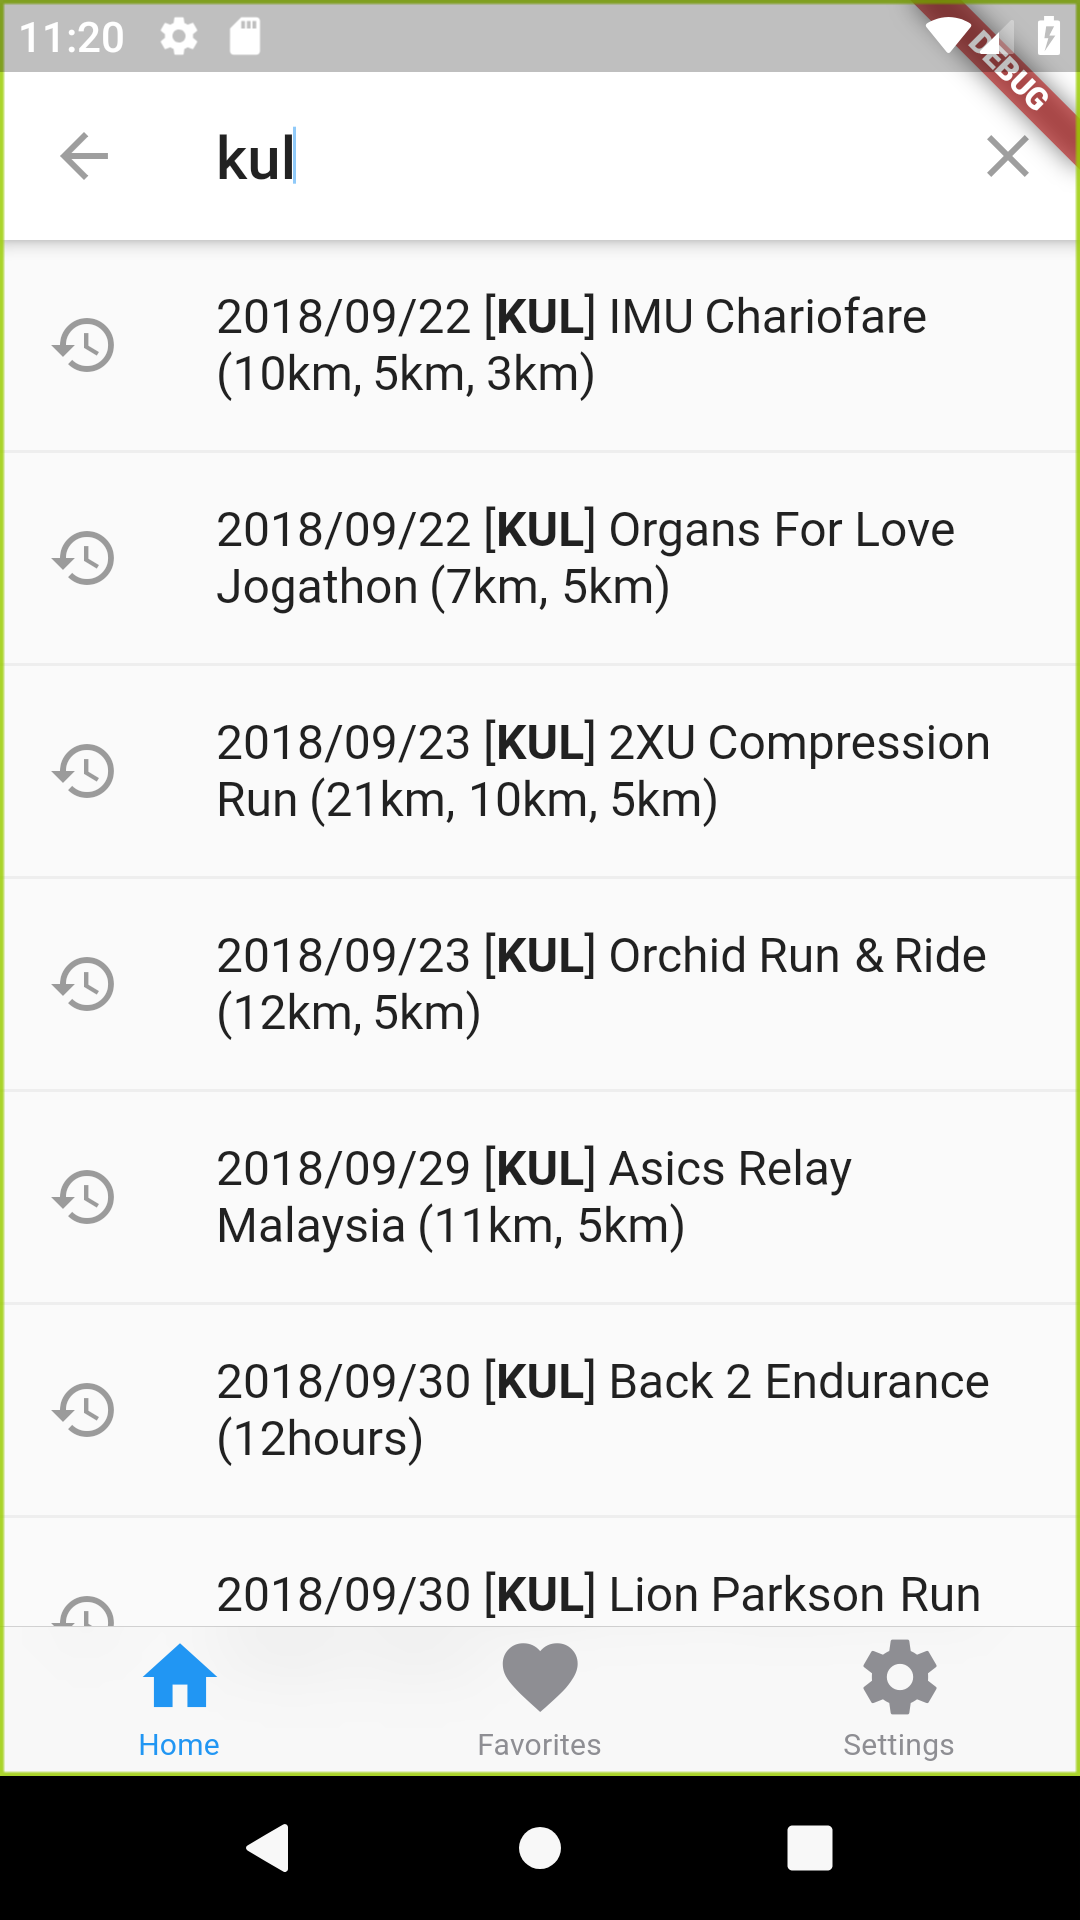 11:20
DEBUG
kul
2018/09/22 [KUL] IMU Chariofare
(10km, 5km, 3km)
2018/09/22 [KUL] Organs For Love
Jogathon (7km, 5km)
2018/09/23 [KUL] 2XU Compression
Run (21km, 10km, 5km)
2018/09/23 [KUL] Orchid Run & Ride
(12km, 5km)
2018/09/29 [KUL] Asics Relay
Malaysia (11km, 5km)
2018/09/30 [KUL] Back 2 Endurance
(12hours)
2018/09/30 [KUL] Lion Parkson Run
Home
Favorites
Settings